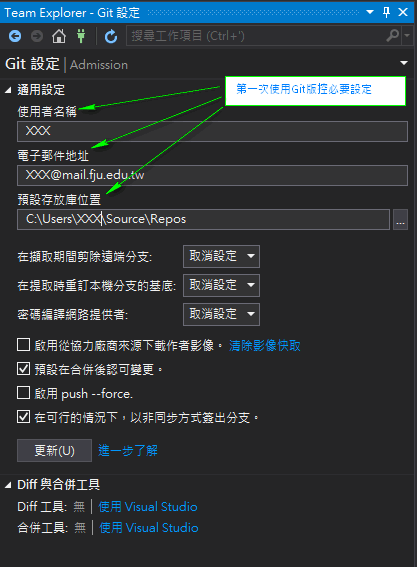 Team Explorer - Git 設定
搜尋工作項目 (Ctrl+')
Git 設定 | Admission
通用設定
第一次使用Git版控必要設定
使用者名稱
XXX
電子郵件地址
XXX@mail.fju.edu.tw
預設存放庫位置
C:\Users\XXX\Source\Repos
...
在擷取期間剪除遠端分支: 取消設定
在提取時重訂本機分支的基底: 取消設定
密碼編譯網路提供者: 取消設定
啟用從協力廠商來源下載作者影像。 清除影像快取
預設在合併後認可變更。
啟用 push --force.
在可行的情況下，以非同步方式簽出分支。
更新(U) 進一步了解
Diff 與合併工具
Diff 工具: 無 | 使用 Visual Studio
合併工具: 無 | 使用 Visual Studio